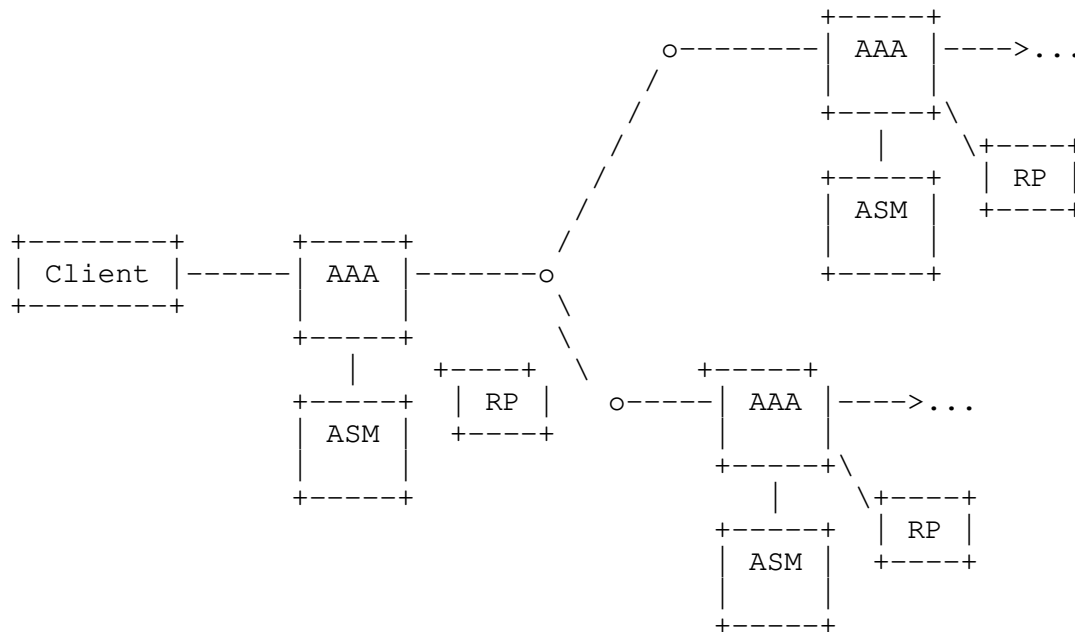 AAA ---->...
RP
ASM
Client AAA
RP AAA ---->...
ASM
RP
ASM